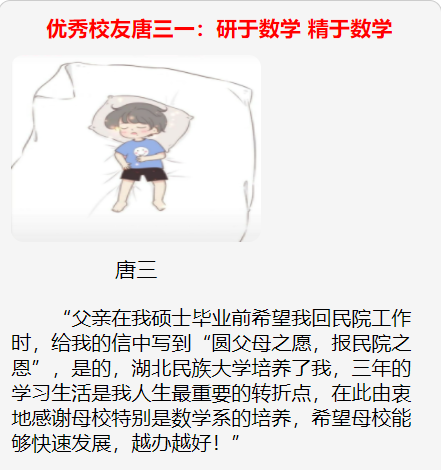 优秀校友唐三一：研于数学 精于数学
唐三
“父亲在我硕士毕业前希望我回民院工作
时，给我的信中写到“圆父母之愿，报民院之
恩”，是的，湖北民族大学培养了我，三年的
学习生活是我人生最重要的转折点，在此由衷
地感谢母校特别是数学系的培养，希望母校能
够快速发展，越办越好！”